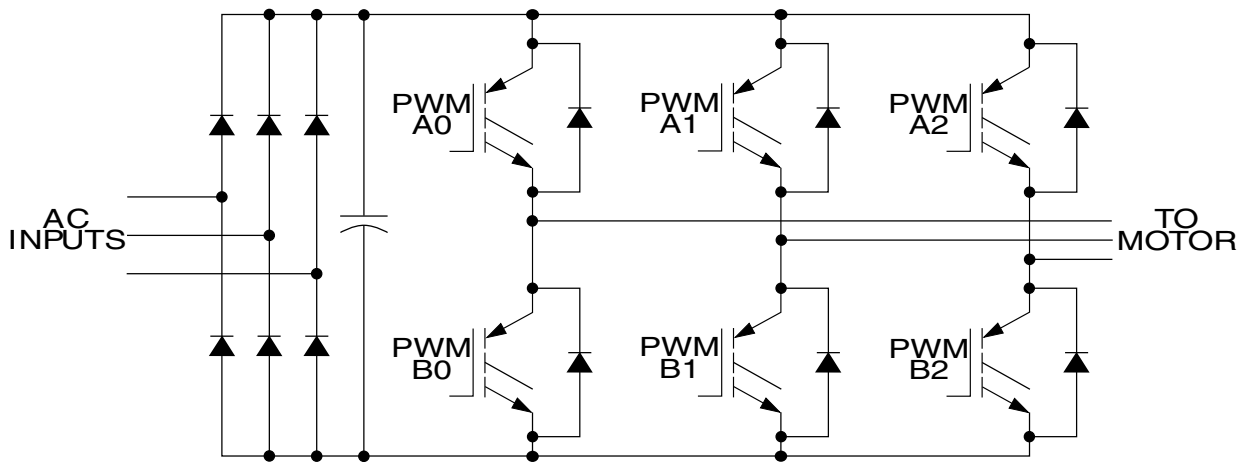 PWM
A0
PWM
A1
PWM
A2
AC
INPUTS
TO
MOTOR
PWM
B0
PWM
B1
PWM
B2